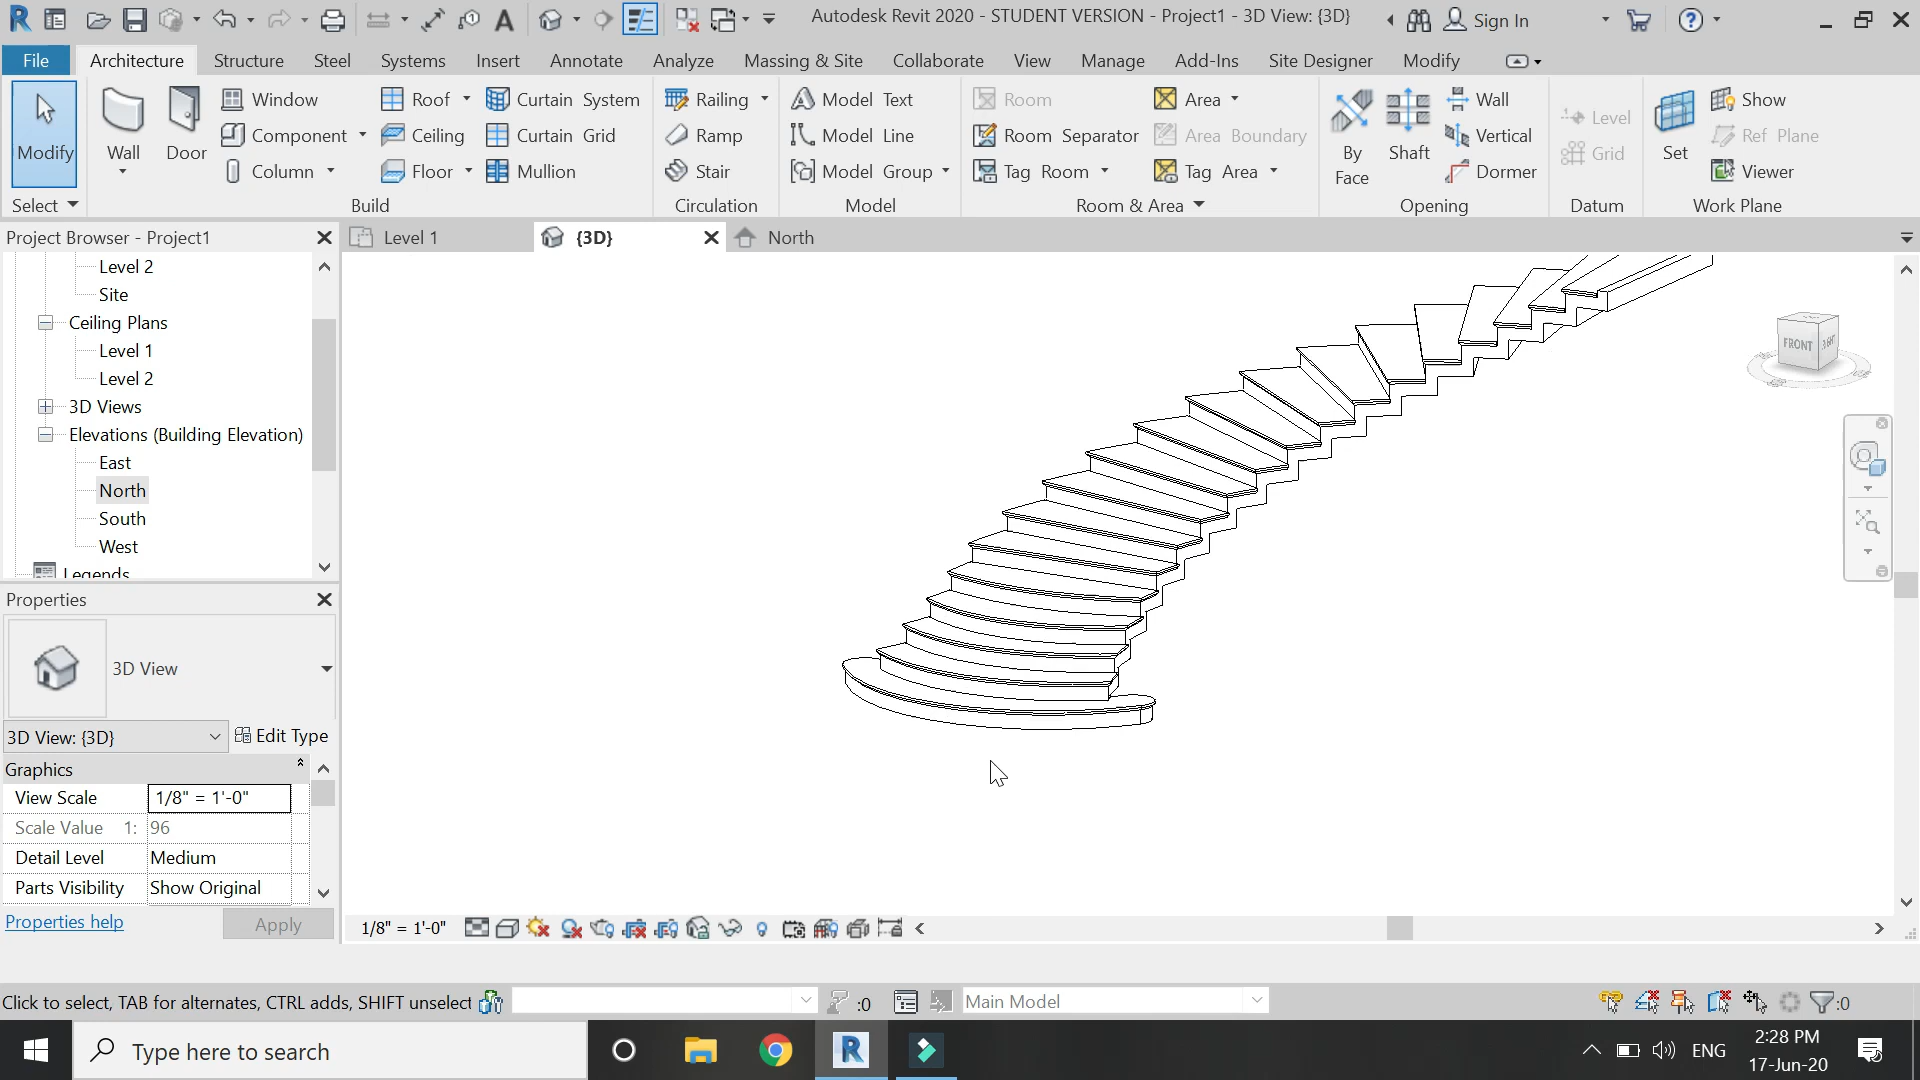 Autodesk Revit 2020 - STUDENT VERSION - Project1 - 3D View: {3D}
Sign In
File Architecture Structure Steel Systems Insert Annotate Analyze Massing & Site Collaborate View Manage Add-Ins Site Designer Modify
Modify
Select
Wall
Door
Window
Component
Column
Roof
Ceiling
Floor
Curtain System
Curtain Grid
Mullion
Build
Railing
Ramp
Stair
Circulation
Model Text
Model Line
Model Group
Model
Room
Room Separator
Tag Room
Area
Area Boundary
Tag Area
Room & Area
By
Face
Shaft
Wall
Vertical
Dormer
Opening
Level
Grid
Datum
Set
Show
Ref Plane
Viewer
Work Plane
Project Browser - Project1
Level 1
{3D}
North
Level 2
Site
Ceiling Plans
Level 1
Level 2
3D Views
Elevations (Building Elevation)
East
North
South
West
Legends
FRONT
Properties
3D View
3D View: {3D}
Edit Type
Graphics
View Scale 1/8" = 1'-0"
Scale Value 1: 96
Detail Level Medium
Parts Visibility Show Original
Properties help
Apply
1/8" = 1'-0"
Click to select, TAB for alternates, CTRL adds, SHIFT unselect
:0
Main Model
:0
Type here to search
ENG
2:28 PM
17-Jun-20